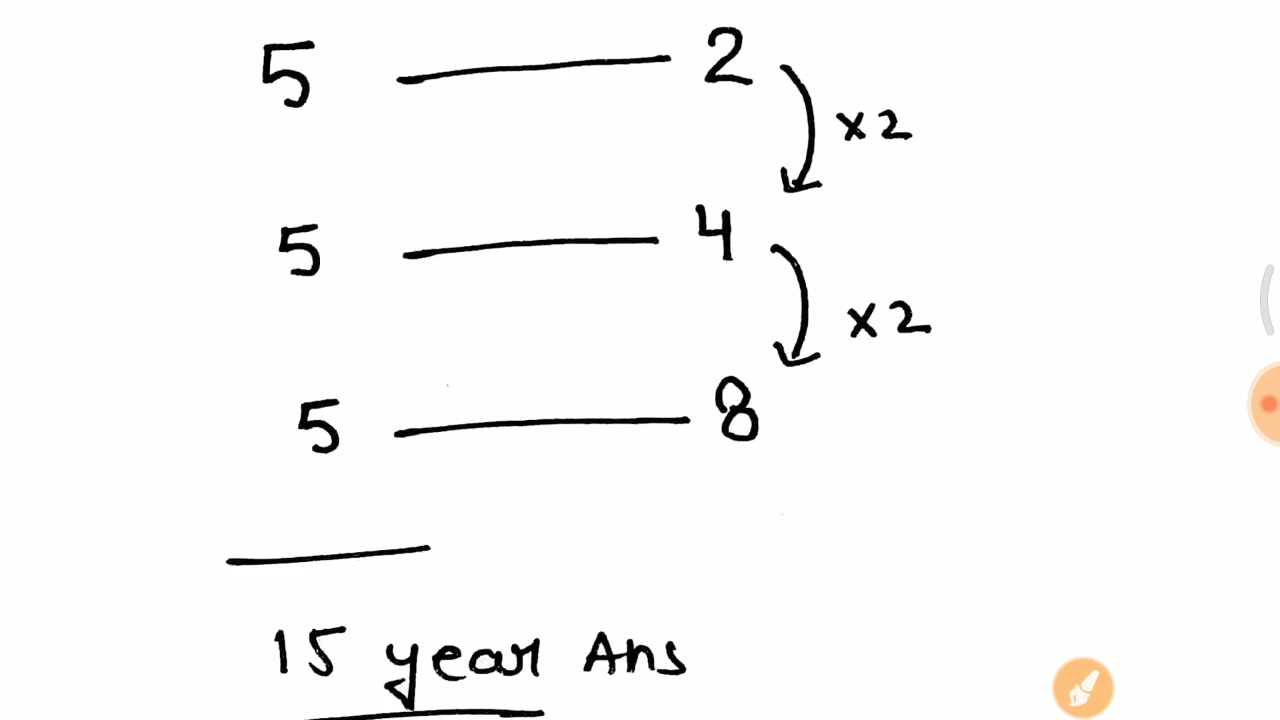 5 — 2
×2
5 — 4
×2
5 — 8
15 year Ans